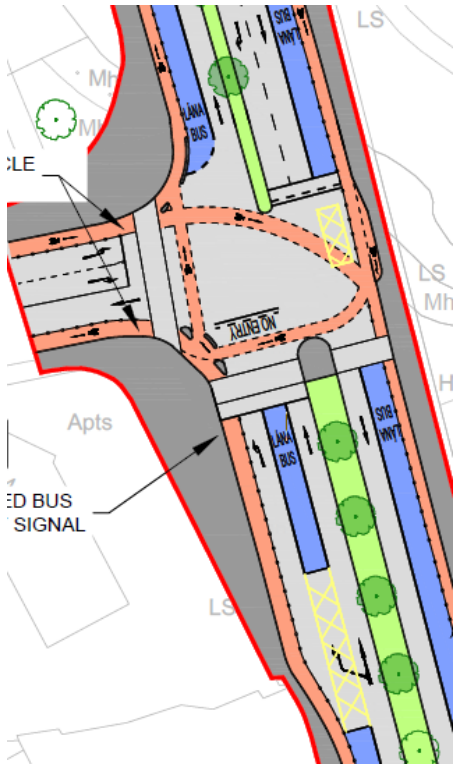 LS
Mh
Mh
LÁNA
BUS
LÁNA
BUS
CLE
LS
Mh
NO ENTRY
H
Apts
LÁNA
BUS
LÁNA
BUS
ED BUS
SIGNAL
LS